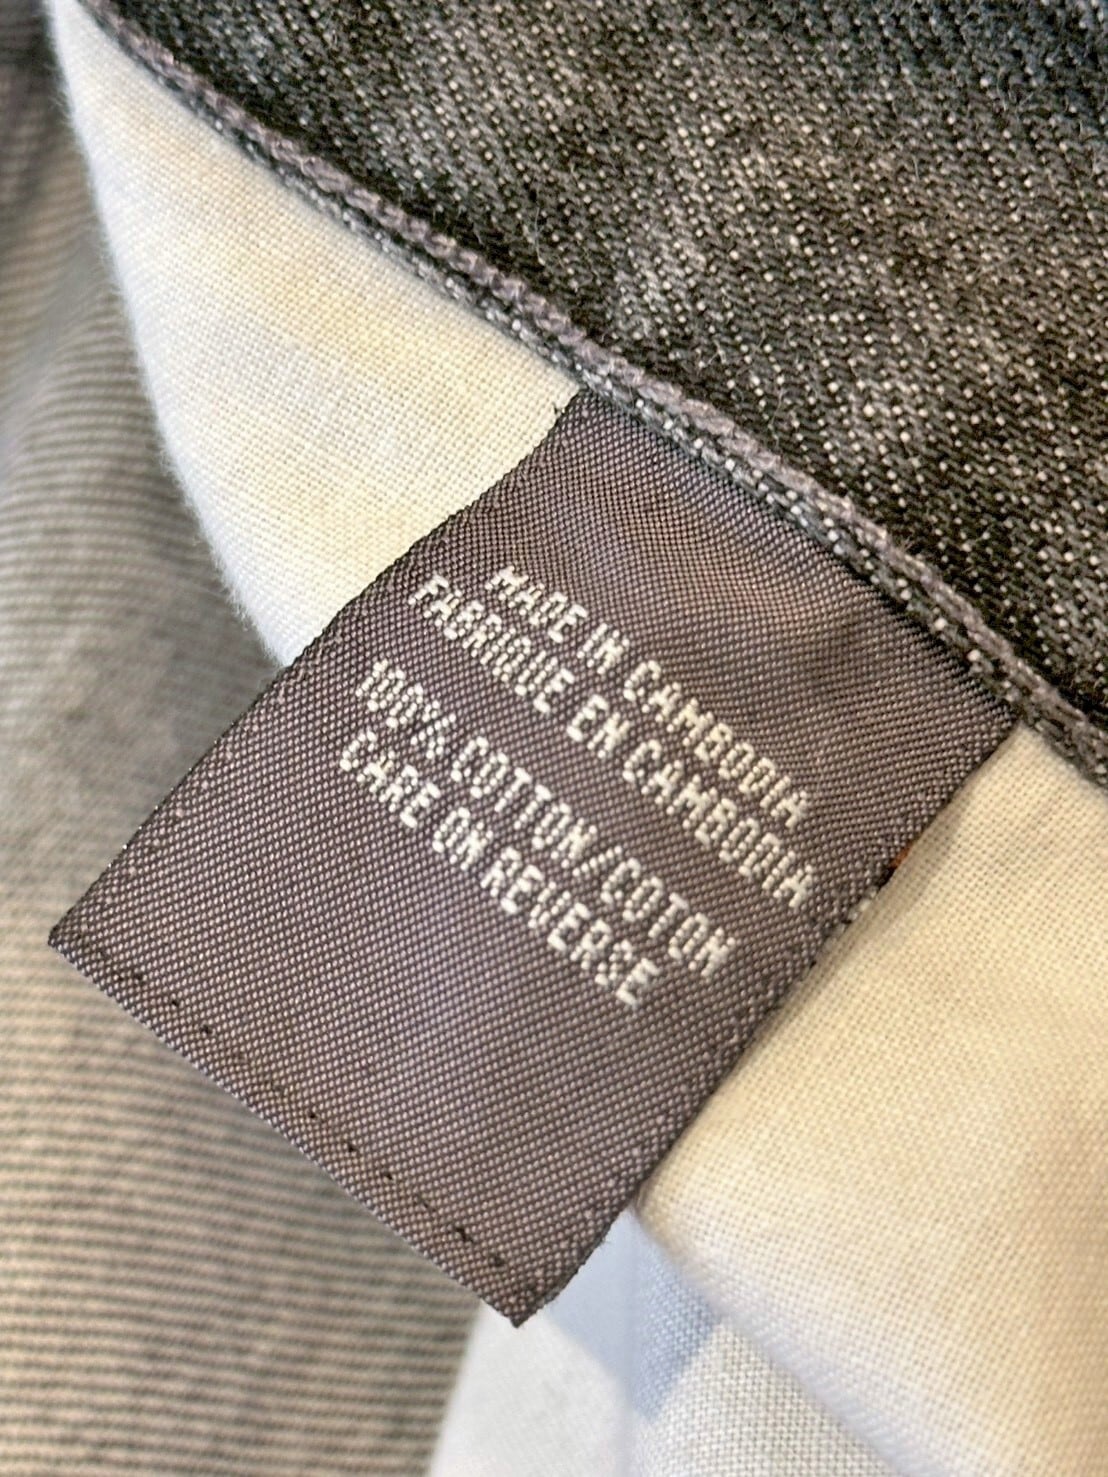 MADE IN CAMBODIA
FABRIQUE EN CAMBODIA
100% COTTON/COTON
CARE ON REVERSE